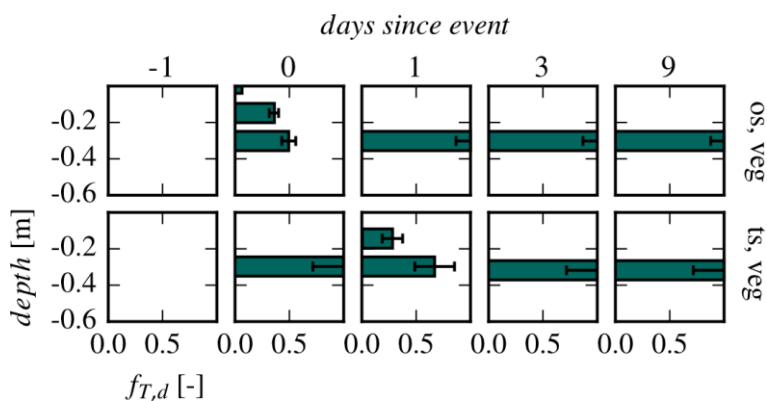 days since event
-1 0 1 3 9
-0.2
-0.4
-0.6
os, veg
-0.2
-0.4
-0.6
ts, veg
depth [m]
0.0 0.5 0.0 0.5 0.0 0.5 0.0 0.5 0.0 0.5
f_{T,d} [-]